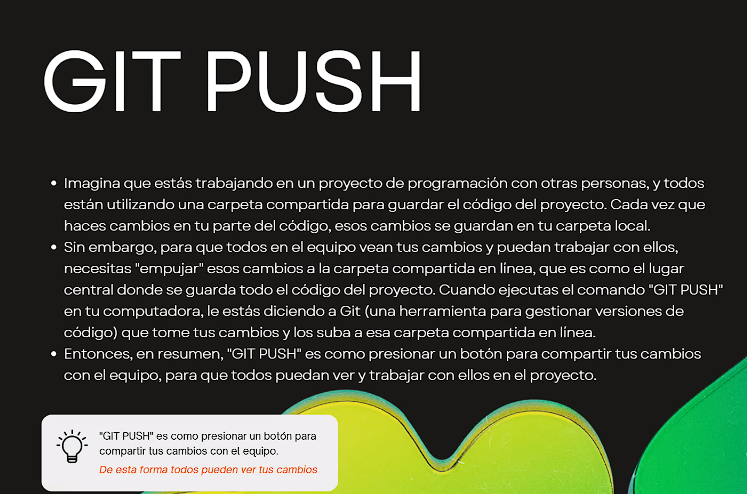 GIT PUSH
• Imagina que estás trabajando en un proyecto de programación con otras personas, y todos
están utilizando una carpeta compartida para guardar el código del proyecto. Cada vez que
haces cambios en tu parte del código, esos cambios se guardan en tu carpeta local.
• Sin embargo, para que todos en el equipo vean tus cambios y puedan trabajar con ellos,
necesitas "empujar" esos cambios a la carpeta compartida en línea, que es como el lugar
central donde se guarda todo el código del proyecto. Cuando ejecutas el comando "GIT PUSH"
en tu computadora, le estás diciendo a Git (una herramienta para gestionar versiones de
código) que tome tus cambios y los suba a esa carpeta compartida en línea.
• Entonces, en resumen, "GIT PUSH" es como presionar un botón para compartir tus cambios
con el equipo, para que todos puedan ver y trabajar con ellos en el proyecto.
"GIT PUSH" es como presionar un botón para
compartir tus cambios con el equipo.
De esta forma todos pueden ver tus cambios